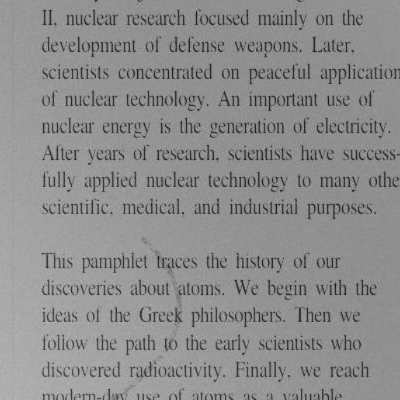 II, nuclear research focused mainly on the
development of defense weapons. Later,
scientists concentrated on peaceful application
of nuclear technology. An important use of
nuclear energy is the generation of electricity.
After years of research, scientists have success-
fully applied nuclear technology to many othe
scientific, medical, and industrial purposes.
This pamphlet traces the history of our
discoveries about atoms. We begin with the
ideas of the Greek philosophers. Then we
follow the path to the early scientists who
discovered radioactivity. Finally, we reach
modern-day use of atoms as a valuable